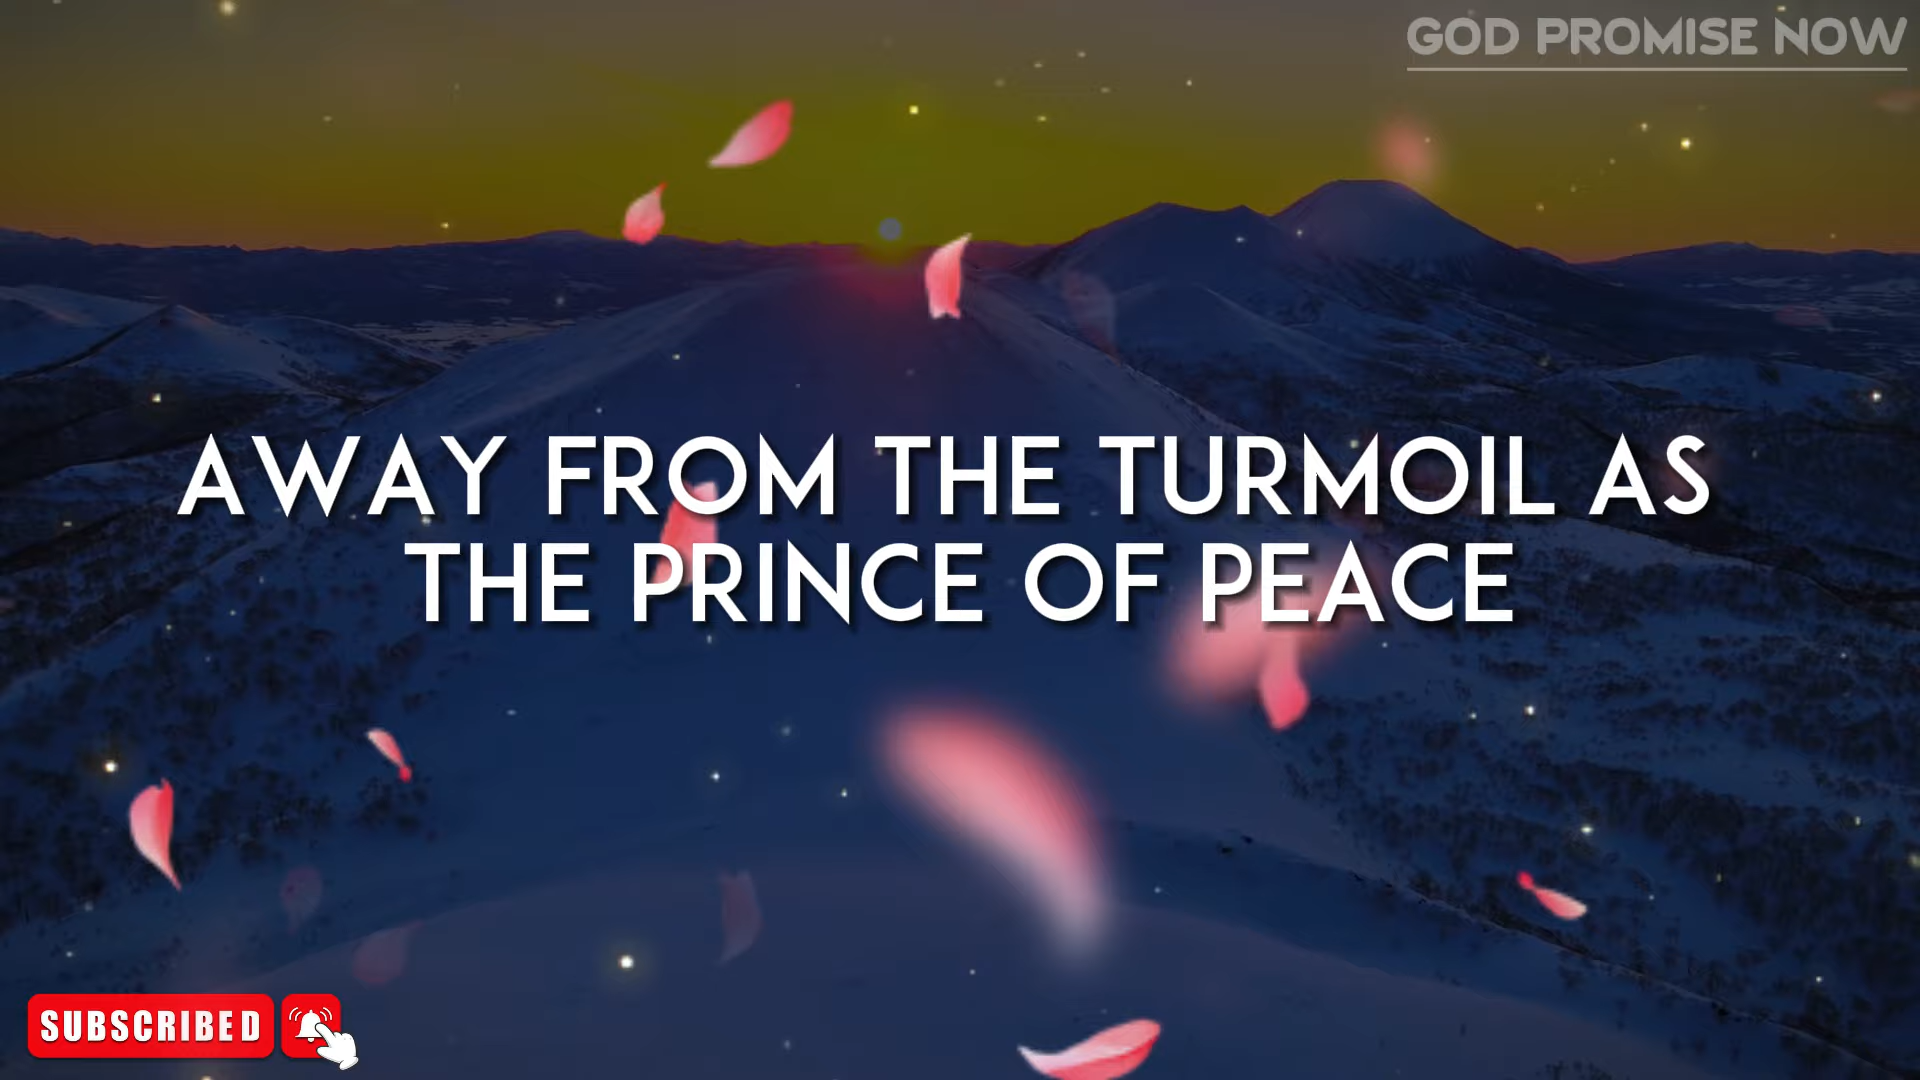 GOD PROMISE NOW
AWAY FROM THE TURMOIL AS
THE PRINCE OF PEACE
SUBSCRIBED